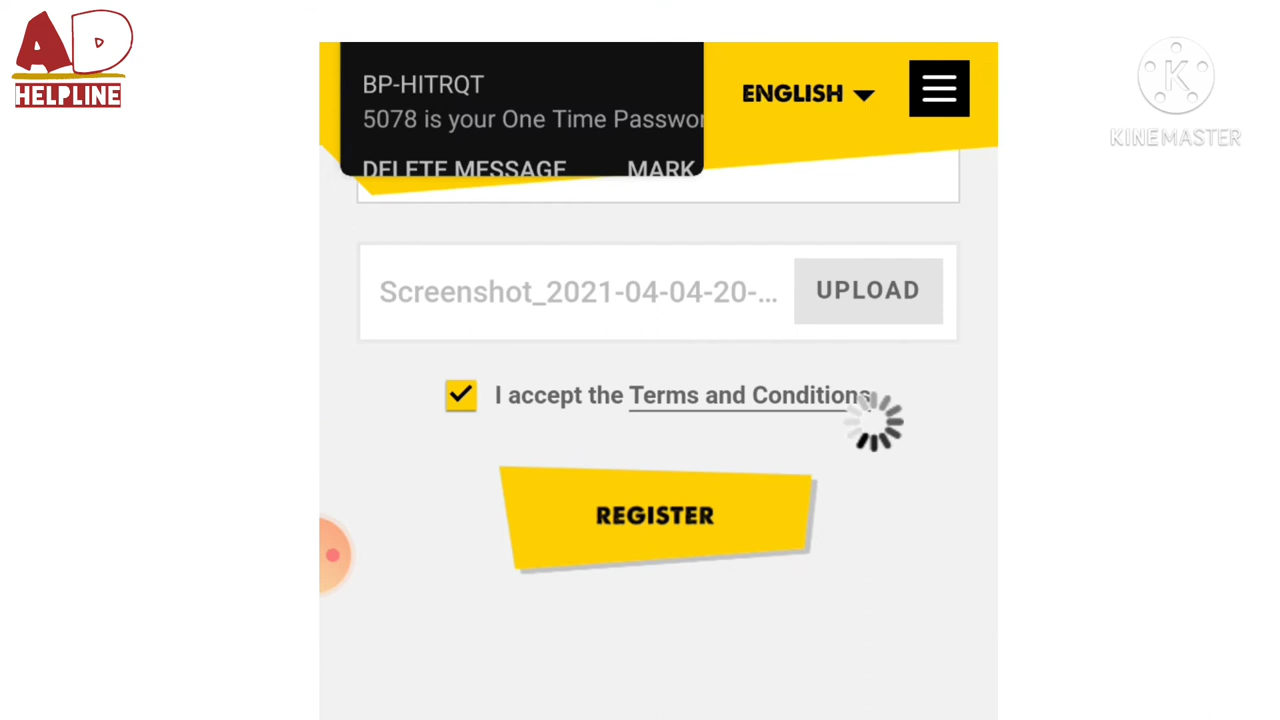 AD
HELPLINE
BP-HITRQT
5078 is your One Time Passwor
DELETE MESSAGE MARK
ENGLISH
K
KINEMASTER
Screenshot_2021-04-04-20-...
UPLOAD
I accept the Terms and Conditions
REGISTER